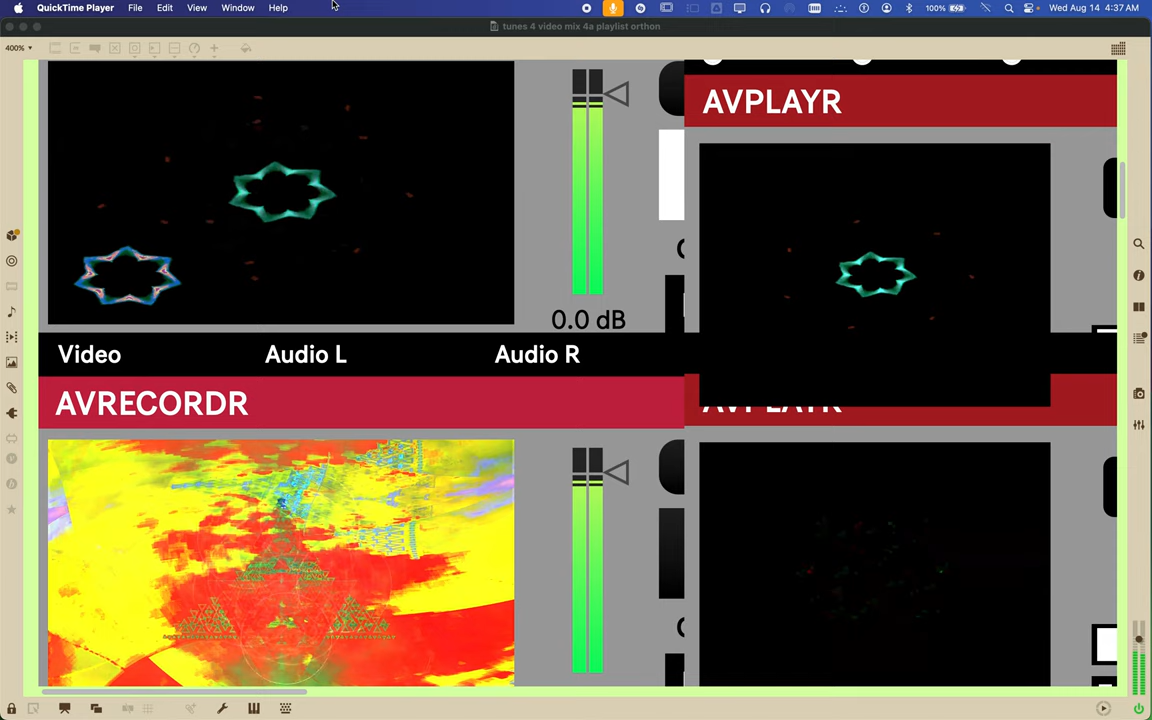 QuickTime Player File Edit View Window Help 100% Wed Aug 14 4:37 AM
tunes 4 video mix 4a playlist orthon
400%
AVPLAYR
0.0 dB
Video Audio L Audio R
AVRECORDR